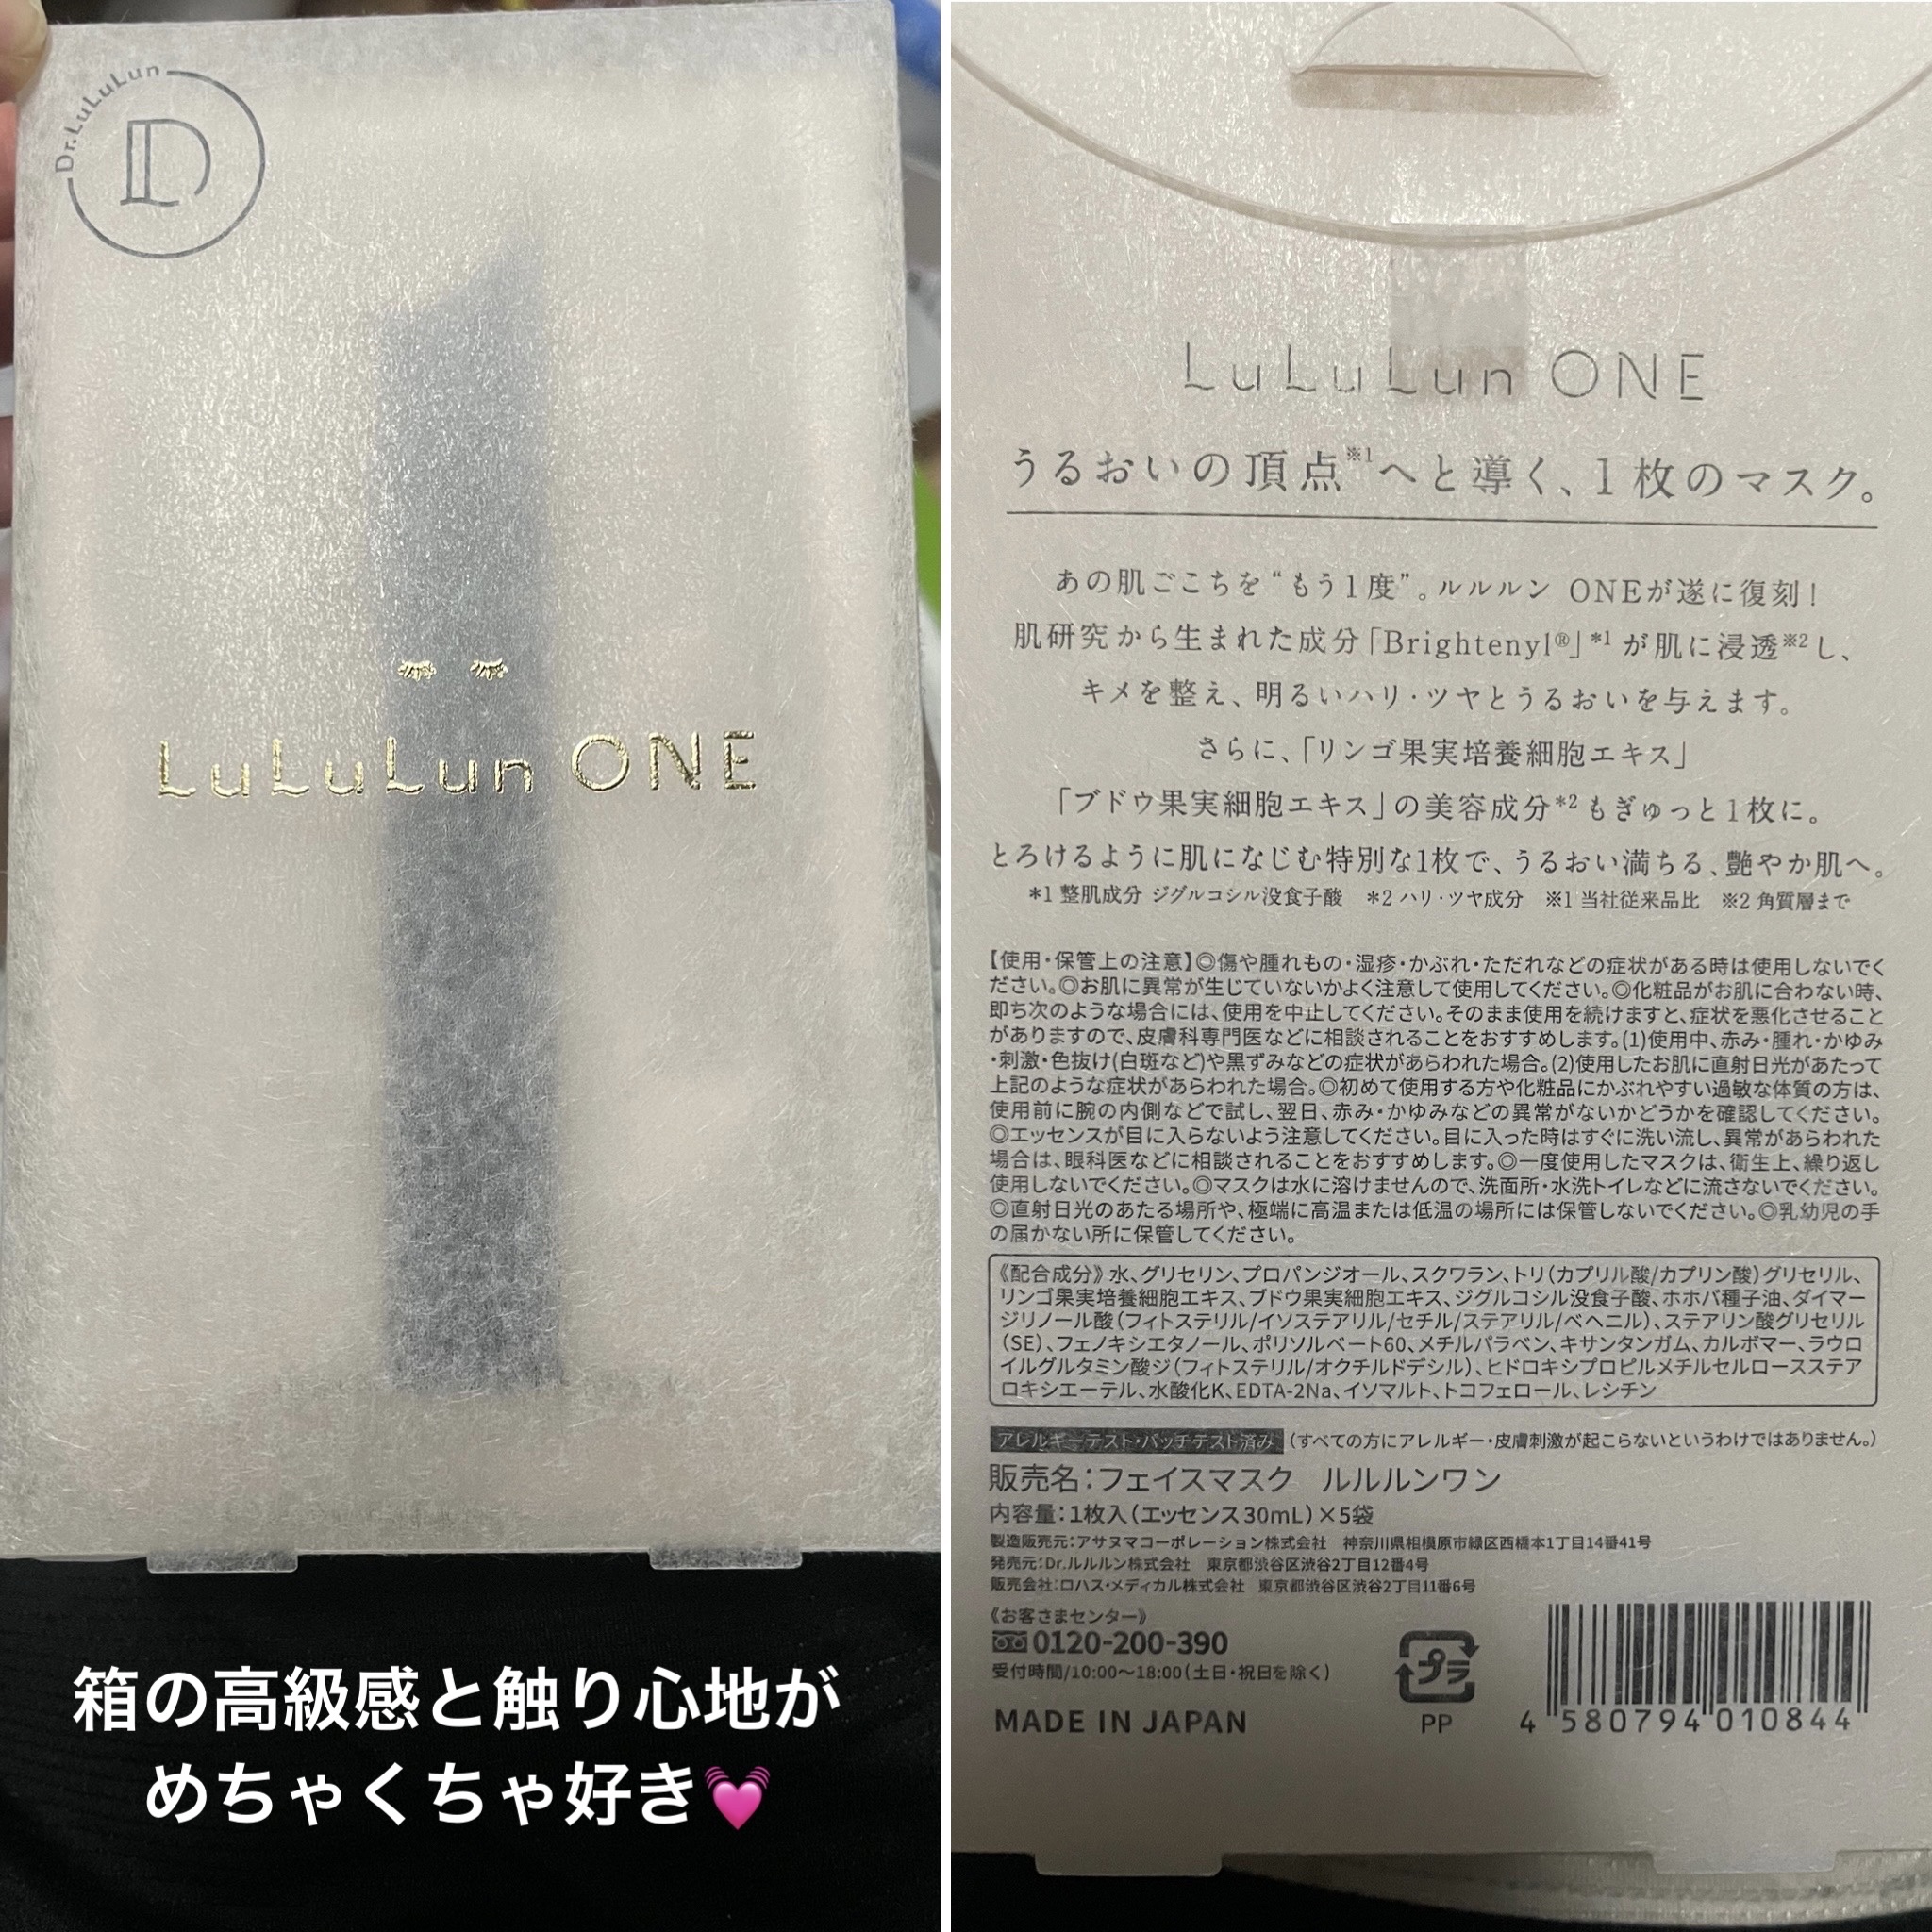 Dr.LuLuLun
D
LuLuLun ONE
箱の高級感と触り心地が
めちゃくちゃ好き💓
LuLuLun ONE
うるおいの頂点※1へと導く、1枚のマスク。
あの肌ごこちを“もう1度”。ルルルン ONEが遂に復刻!
肌研究から生まれた成分「Brightenyl®」*1が肌に浸透※2し、
キメを整え、明るいハリ・ツヤとうるおいを与えます。
さらに、「リンゴ果実培養細胞エキス」
「ブドウ果実細胞エキス」の美容成分*2もぎゅっと1枚に。
とろけるように肌になじむ特別な1枚で、うるおい満ちる、艶やか肌へ。
*1 整肌成分 ジグルコシル没食子酸 *2 ハリ・ツヤ成分 ※1 当社従来品比 ※2 角質層まで
【使用・保管上の注意】◎傷や腫れもの・湿疹・かぶれ・ただれなどの症状がある時は使用しないでく
ださい。◎お肌に異常が生じていないかよく注意して使用してください。◎化粧品がお肌に合わない時、
即ち次のような場合には、使用を中止してください。そのまま使用を続けますと、症状を悪化させること
がありますので、皮膚科専門医などに相談されることをおすすめします。(1)使用中、赤み・腫れ・かゆみ
・刺激・色抜け(白斑など)や黒ずみなどの症状があらわれた場合。(2)使用したお肌に直射日光があたって
上記のような症状があらわれた場合。◎初めて使用する方や化粧品にかぶれやすい過敏な体質の方は、
使用前に腕の内側などで試し、翌日、赤み・かゆみなどの異常がないかどうかを確認してください。
◎エッセンスが目に入らないよう注意してください。目に入った時はすぐに洗い流し、異常があらわれた
場合は、眼科医などに相談されることをおすすめします。◎一度使用したマスクは、衛生上、繰り返し
使用しないでください。◎マスクは水に溶けませんので、洗面所・水洗トイレなどに流さないでください。
◎直射日光のあたる場所や、極端に高温または低温の場所には保管しないでください。◎乳幼児の手
の届かない所に保管してください。
《配合成分》水、グリセリン、プロパンジオール、スクワラン、トリ(カプリル酸/カプリン酸)グリセリル、
リンゴ果実培養細胞エキス、ブドウ果実細胞エキス、ジグルコシル没食子酸、ホホバ種子油、ダイマー
ジリノール酸(フィトステリル/イソステアリル/セチル/ステアリル/ベヘニル)、ステアリン酸グリセリル
(SE)、フェノキシエタノール、ポリソルベート60、メチルパラベン、キサンタンガム、カルボマー、ラウロ
イルグルタミン酸ジ(フィトステリル/オクチルドデシル)、ヒドロキシプロピルメチルセルロースステア
ロキシエーテル、水酸化K、EDTA-2Na、イソマルト、トコフェロール、レシチン
アレルギーテスト・パッチテスト済み(すべての方にアレルギー・皮膚刺激が起こらないというわけではありません。)
販売名:フェイスマスク ルルルンワン
内容量:1枚入(エッセンス30mL)×5袋
製造販売元:アサヌマコーポレーション株式会社 神奈川県相模原市緑区西橋本1丁目14番41号
発売元:Dr.ルルルン株式会社 東京都渋谷区渋谷2丁目12番4号
販売会社:ロハス・メディカル株式会社 東京都渋谷区渋谷2丁目11番6号
《お客さまセンター》
0120-200-390
受付時間/10:00〜18:00(土日・祝日を除く)
MADE IN JAPAN
プラ
PP
4 580794 010844